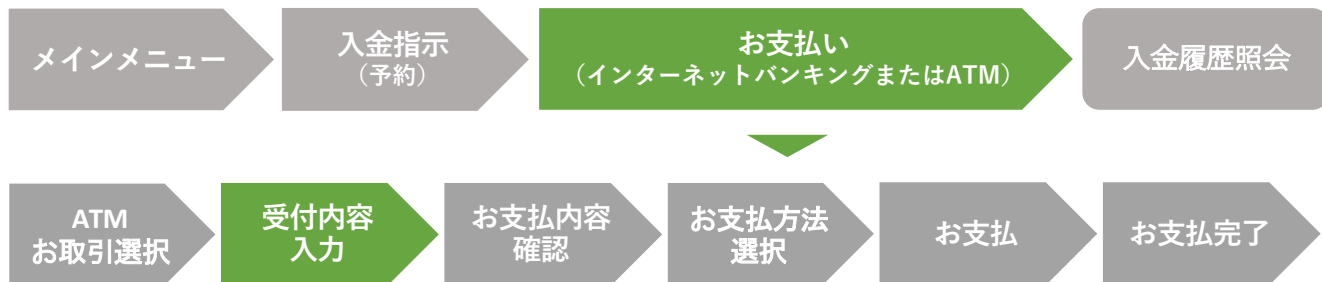 メインメニュー
入金指示
（予約）
お支払い
（インターネットバンキングまたはATM）
入金履歴照会
ATM
お取引選択
受付内容
入力
お支払内容
確認
お支払方法
選択
お支払
お支払完了